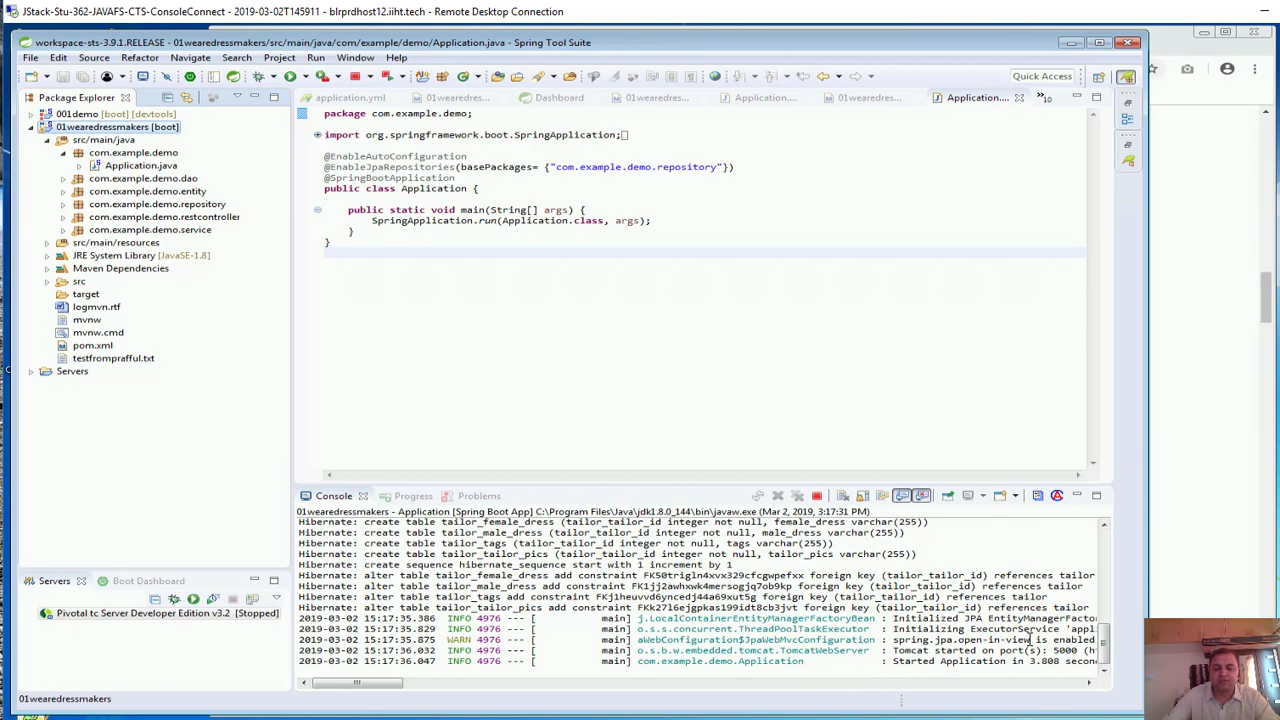 JStack-Stu-362-JAVAFS-CTS-ConsoleConnect - 2019-03-02T145911 - blrprdhost12.iiht.tech - Remote Desktop Connection
workspace-sts-3.9.1.RELEASE - 01wearedressmakers/src/main/java/com/example/demo/Application.java - Spring Tool Suite
File Edit Source Refactor Navigate Search Project Run Window Help
Quick Access
Package Explorer
application.yml 01wearedres... Dashboard 01wearedres... Application.... 01wearedres... Application.... »10
001demo [boot] [devtools]
01wearedressmakers [boot]
src/main/java
com.example.demo
Application.java
com.example.demo.dao
com.example.demo.entity
com.example.demo.repository
com.example.demo.restcontroller
com.example.demo.service
src/main/resources
JRE System Library [JavaSE-1.8]
Maven Dependencies
src
target
logmvn.rtf
mvnw
mvnw.cmd
pom.xml
testfromprafful.txt
Servers
package com.example.demo;
import org.springframework.boot.SpringApplication;
@EnableAutoConfiguration
@EnableJpaRepositories(basePackages= {"com.example.demo.repository"})
@SpringBootApplication
public class Application {
public static void main(String[] args) {
SpringApplication.run(Application.class, args);
}
}
Servers Boot Dashboard
Pivotal tc Server Developer Edition v3.2 [Stopped]
Console Progress Problems
01wearedressmakers - Application [Spring Boot App] C:\Program Files\Java\jdk1.8.0_144\bin\javaw.exe (Mar 2, 2019, 3:17:31 PM)
Hibernate: create table tailor_female_dress (tailor_tailor_id integer not null, female_dress varchar(255))
Hibernate: create table tailor_male_dress (tailor_tailor_id integer not null, male_dress varchar(255))
Hibernate: create table tailor_tags (tailor_tailor_id integer not null, tags varchar(255))
Hibernate: create table tailor_tailor_pics (tailor_tailor_id integer not null, tailor_pics varchar(255))
Hibernate: create sequence hibernate_sequence start with 1 increment by 1
Hibernate: alter table tailor_female_dress add constraint FK50trigln4xvx329cfcgwpefxx foreign key (tailor_tailor_id) references tailor
Hibernate: alter table tailor_male_dress add constraint FK1jj2awhxwk4mersogjq7ob9kp foreign key (tailor_tailor_id) references tailor
Hibernate: alter table tailor_tags add constraint FKj1heuvvd6yncedj44a69xut5g foreign key (tailor_tailor_id) references tailor
Hibernate: alter table tailor_tailor_pics add constraint FKk27l6ejgpkas199idt8cb3jvt foreign key (tailor_tailor_id) references tailor
2019-03-02 15:17:35.386 INFO 4976 --- [ main] j.LocalContainerEntityManagerFactoryBean : Initialized JPA EntityManagerFacto
2019-03-02 15:17:35.829 INFO 4976 --- [ main] o.s.s.concurrent.ThreadPoolTaskExecutor : Initializing ExecutorService 'appl
2019-03-02 15:17:35.875 WARN 4976 --- [ main] aWebConfiguration$JpaWebMvcConfiguration : spring.jpa.open-in-view is enabled
2019-03-02 15:17:36.032 INFO 4976 --- [ main] o.s.b.w.embedded.tomcat.TomcatWebServer : Tomcat started on port(s): 5000 (h
2019-03-02 15:17:36.047 INFO 4976 --- [ main] com.example.demo.Application : Started Application in 3.808 secon
01wearedressmakers